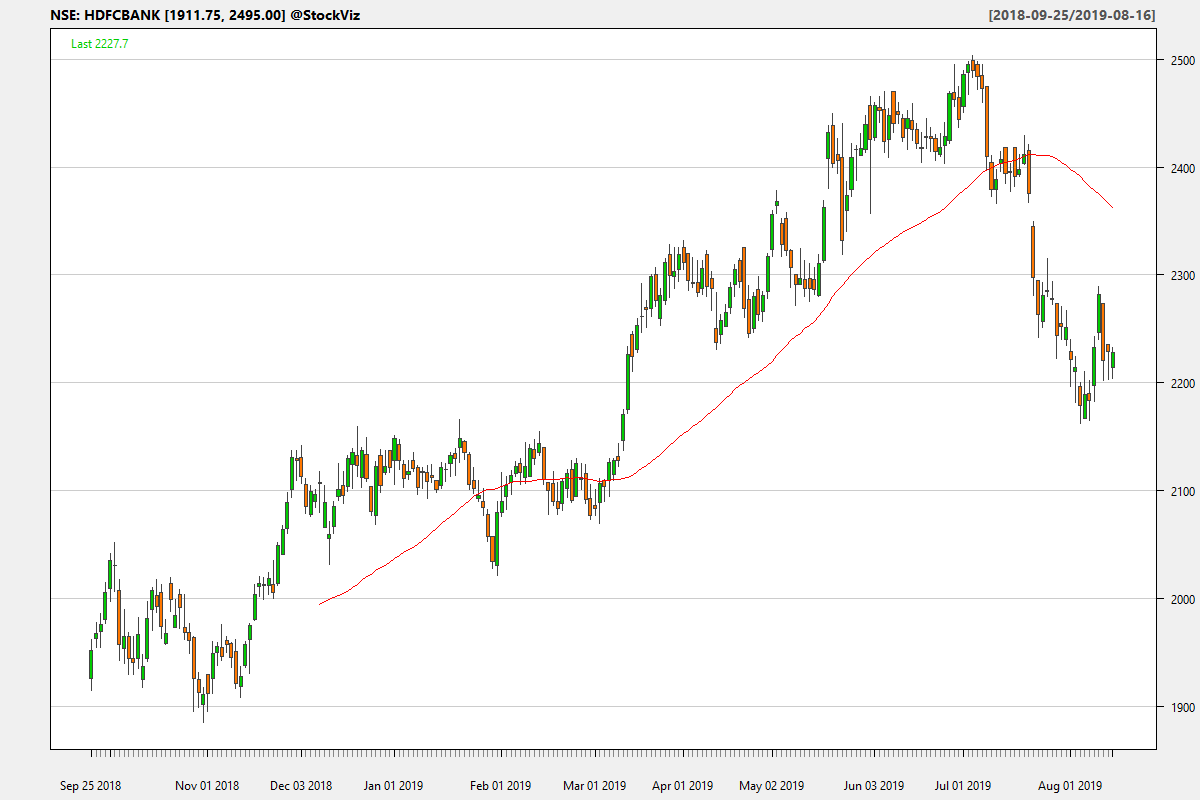 NSE: HDFCBANK [1911.75, 2495.00] @StockViz [2018-09-25/2019-08-16]
Last 2227.7
2500
2400
2300
2200
2100
2000
1900
Sep 25 2018 Nov 01 2018 Dec 03 2018 Jan 01 2019 Feb 01 2019 Mar 01 2019 Apr 01 2019 May 02 2019 Jun 03 2019 Jul 01 2019 Aug 01 2019